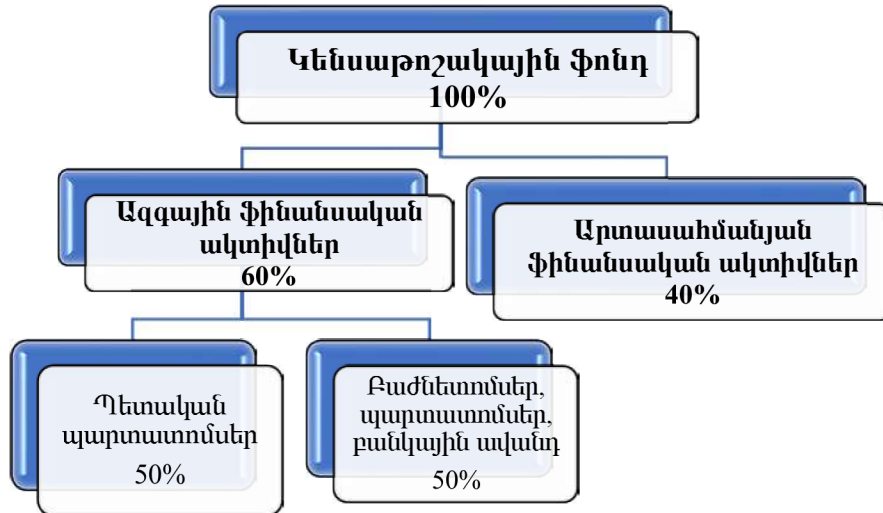 Կենսաթոշակային ֆոնդ
100%
Ազգային ֆինանսական
ակտիվներ
60%
Արտասահմանյան
ֆինանսական ակտիվներ
40%
Պետական
պարտատոմսեր
50%
Բաժնետոմսեր,
պարտատոմսեր,
բանկային ավանդ
50%